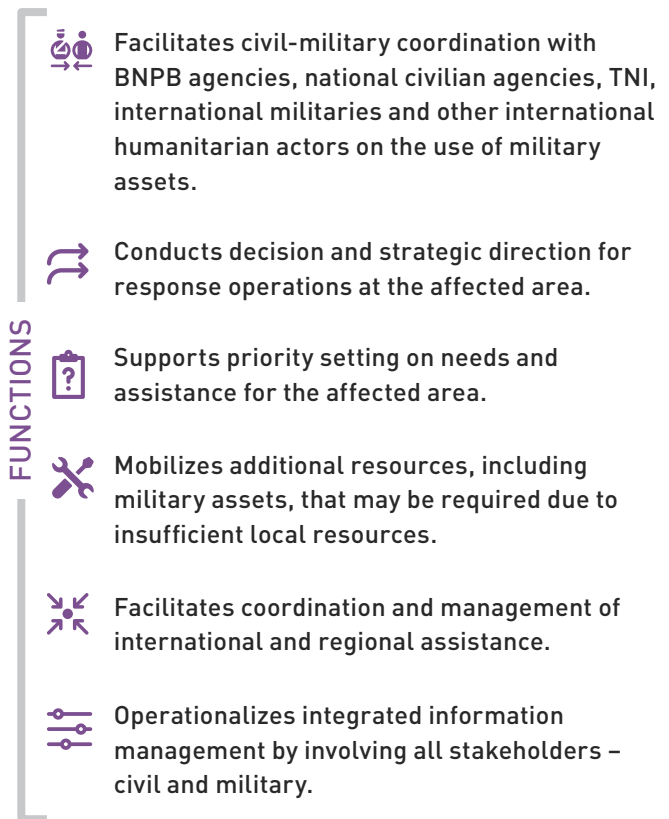 FUNCTIONS
Facilitates civil-military coordination with
BNPB agencies, national civilian agencies, TNI,
international militaries and other international
humanitarian actors on the use of military
assets.
Conducts decision and strategic direction for
response operations at the affected area.
?
Supports priority setting on needs and
assistance for the affected area.
Mobilizes additional resources, including
military assets, that may be required due to
insufficient local resources.
Facilitates coordination and management of
international and regional assistance.
Operationalizes integrated information
management by involving all stakeholders –
civil and military.